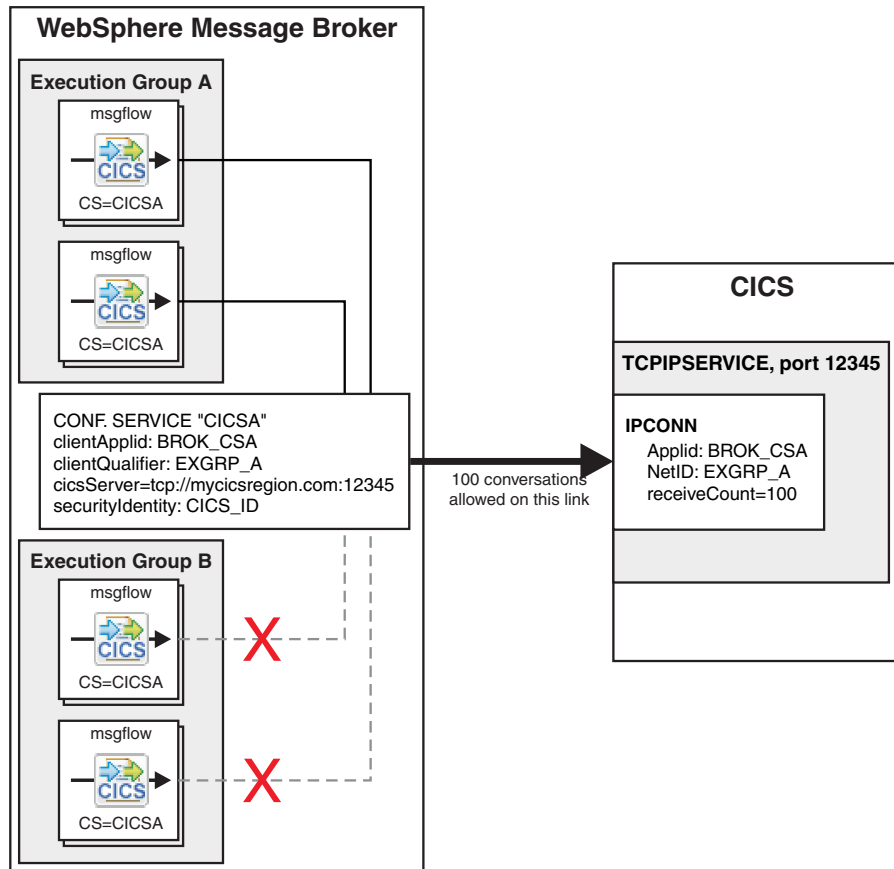 WebSphere Message Broker
Execution Group A
msgflow
CICS
CS=CICSA
msgflow
CICS
CS=CICSA
CONF. SERVICE "CICSA"
clientApplid: BROK_CSA
clientQualifier: EXGRP_A
cicsServer=tcp://mycicsregion.com:12345
securityIdentity: CICS_ID
Execution Group B
msgflow
CICS
CS=CICSA
X
msgflow
CICS
CS=CICSA
X
100 conversations
allowed on this link
CICS
TCPIPSERVICE, port 12345
IPCONN
Applid: BROK_CSA
NetID: EXGRP_A
receiveCount=100